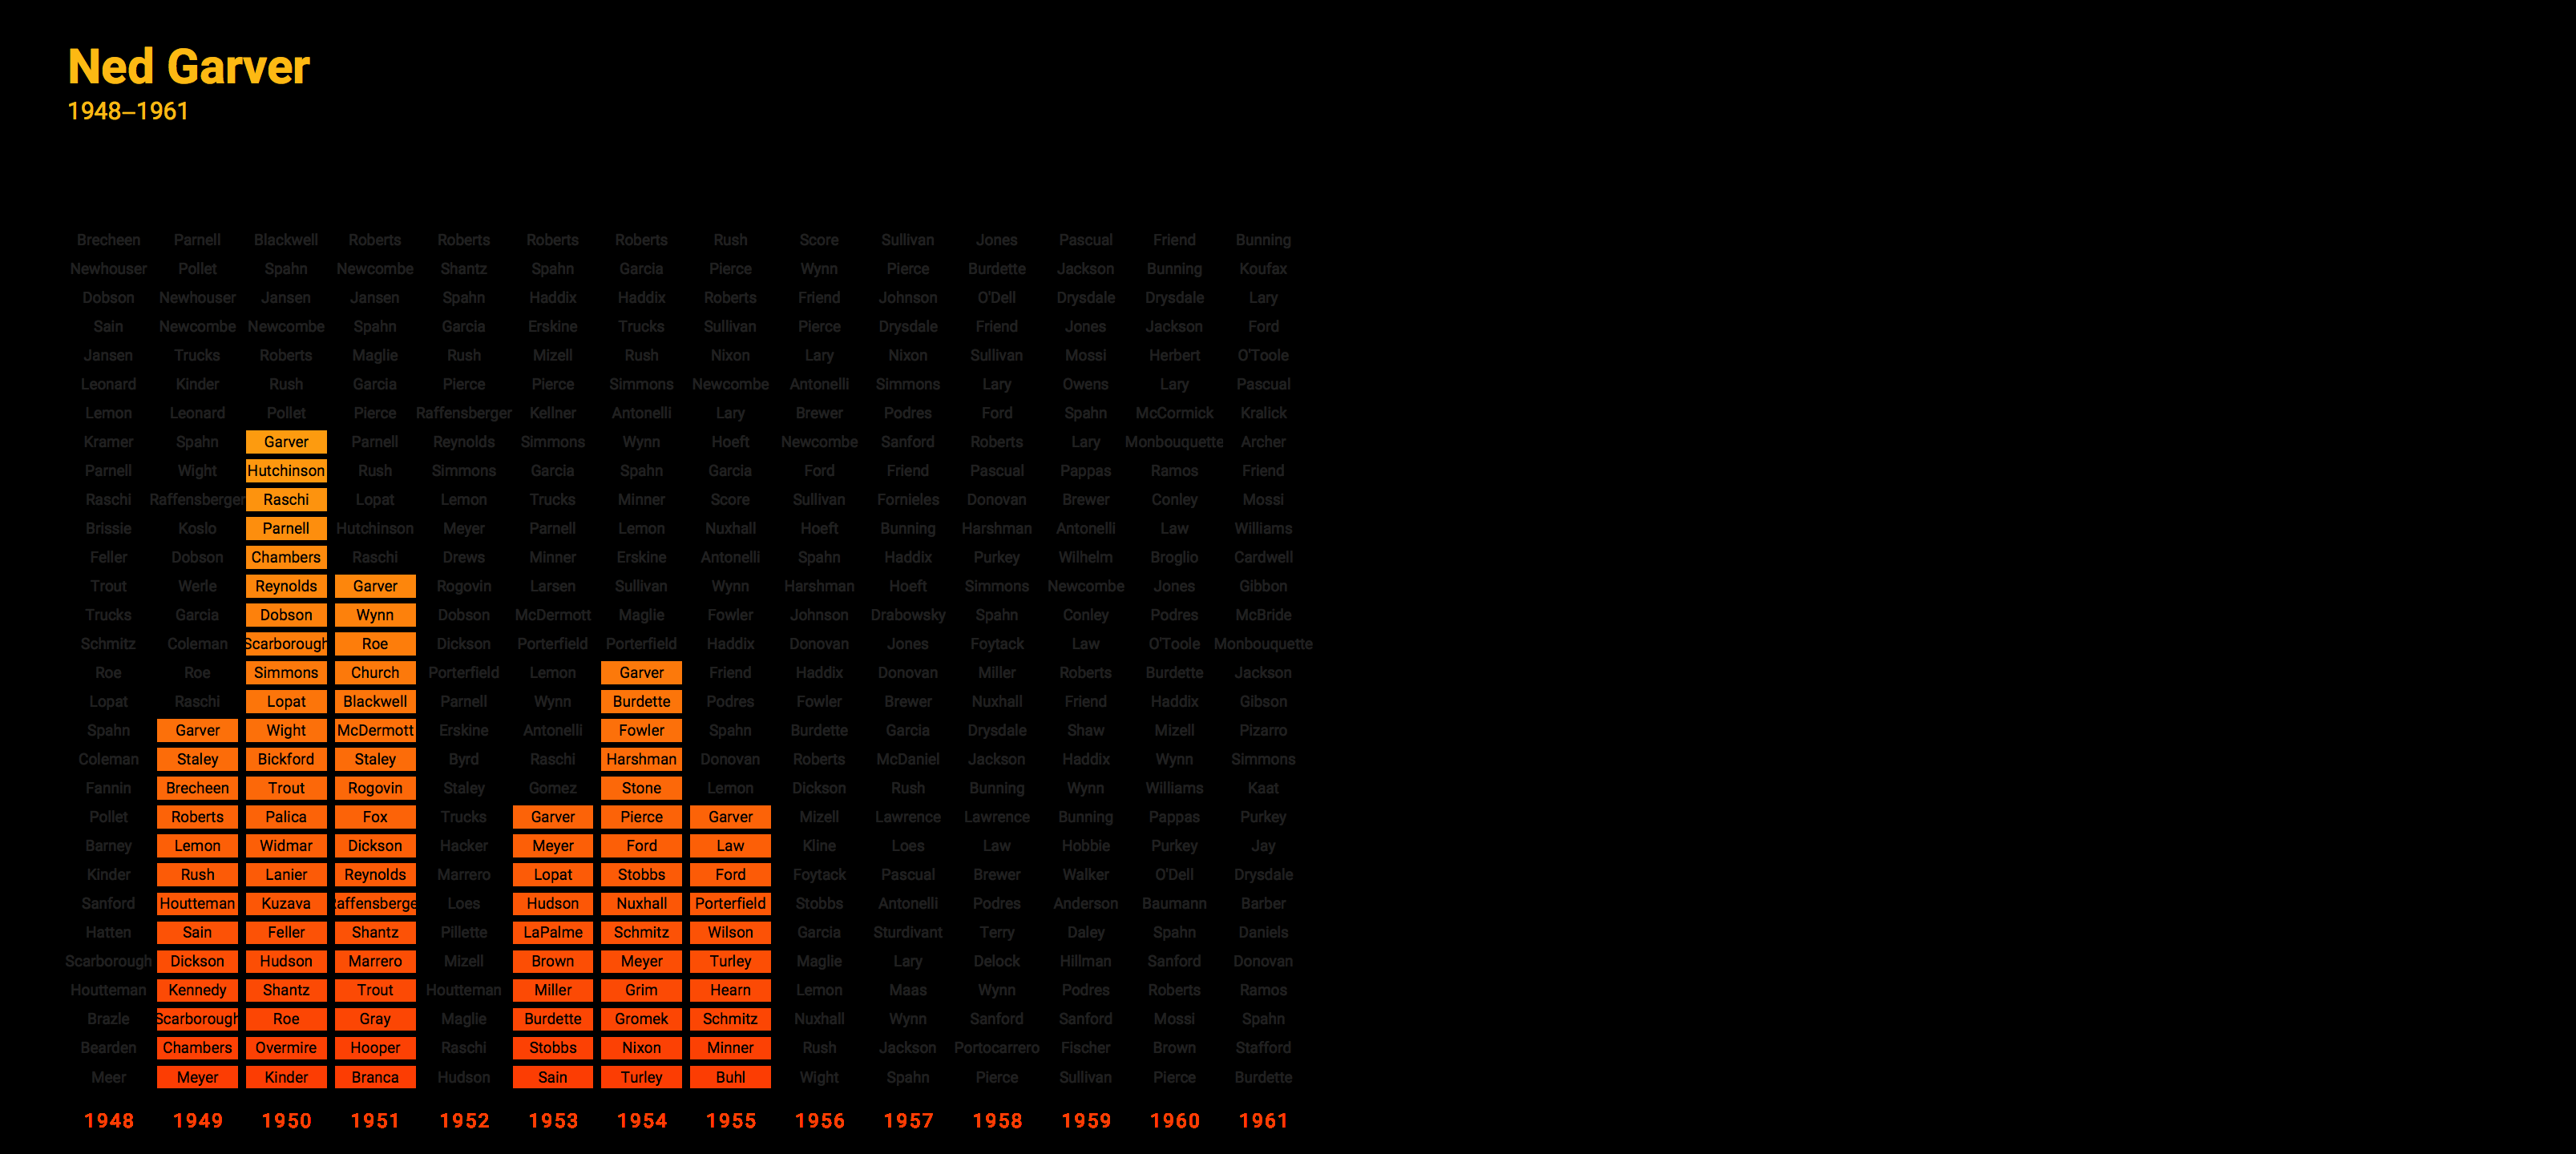 Ned Garver
1948–1961
Brecheen Parnell Blackwell Roberts Roberts Roberts Roberts Rush Score Sullivan Jones Pascual Friend Bunning
Newhouser Pollet Spahn Newcombe Shantz Spahn Garcia Pierce Wynn Pierce Burdette Jackson Bunning Koufax
Dobson Newhouser Jansen Jansen Spahn Haddix Haddix Roberts Friend Johnson O'Dell Drysdale Drysdale Lary
Sain Newcombe Newcombe Spahn Garcia Erskine Trucks Sullivan Pierce Drysdale Friend Jones Jackson Ford
Jansen Trucks Roberts Maglie Rush Mizell Rush Nixon Lary Nixon Sullivan Mossi Herbert O'Toole
Leonard Kinder Rush Garcia Pierce Pierce Simmons Newcombe Antonelli Simmons Lary Owens Lary Pascual
Lemon Leonard Pollet Pierce Raffensberger Kellner Antonelli Lary Brewer Podres Ford Spahn McCormick Kralick
Kramer Spahn Garver Parnell Reynolds Simmons Wynn Hoeft Newcombe Sanford Roberts Lary Monbouquette Archer
Parnell Wight Hutchinson Rush Simmons Garcia Spahn Garcia Ford Friend Pascual Pappas Ramos Friend
Raschi Raffensberger Raschi Lopat Lemon Trucks Minner Score Sullivan Fornieles Donovan Brewer Conley Mossi
Brissie Koslo Parnell Hutchinson Meyer Parnell Lemon Nuxhall Hoeft Bunning Harshman Antonelli Law Williams
Feller Dobson Chambers Raschi Drews Minner Erskine Antonelli Spahn Haddix Purkey Wilhelm Broglio Cardwell
Trout Werle Reynolds Garver Rogovin Larsen Sullivan Wynn Harshman Hoeft Simmons Newcombe Jones Gibbon
Trucks Garcia Dobson Wynn Dobson McDermott Maglie Fowler Johnson Drabowsky Spahn Conley Podres McBride
Schmitz Coleman Scarborough Roe Dickson Porterfield Porterfield Haddix Donovan Jones Foytack Law O'Toole Monbouquette
Roe Roe Simmons Church Porterfield Lemon Garver Friend Haddix Donovan Miller Roberts Burdette Jackson
Lopat Raschi Lopat Blackwell Parnell Wynn Burdette Podres Fowler Brewer Nuxhall Friend Haddix Gibson
Spahn Garver Wight McDermott Erskine Antonelli Fowler Spahn Burdette Garcia Drysdale Shaw Mizell Pizarro
Coleman Staley Bickford Staley Byrd Raschi Harshman Donovan Roberts McDaniel Jackson Haddix Wynn Simmons
Fannin Brecheen Trout Rogovin Staley Gomez Stone Lemon Dickson Rush Bunning Wynn Williams Kaat
Pollet Roberts Palica Fox Trucks Garver Pierce Garver Mizell Lawrence Lawrence Bunning Pappas Purkey
Barney Lemon Widmar Dickson Hacker Meyer Ford Law Kline Loes Law Hobbie Purkey Jay
Kinder Rush Lanier Reynolds Marrero Lopat Stobbs Ford Foytack Pascual Brewer Walker O'Dell Drysdale
Sanford Houtteman Kuzava affensberge Loes Hudson Nuxhall Porterfield Stobbs Antonelli Podres Anderson Baumann Barber
Hatten Sain Feller Shantz Pillette LaPalme Schmitz Wilson Garcia Sturdivant Terry Daley Spahn Daniels
Scarborough Dickson Hudson Marrero Mizell Brown Meyer Turley Maglie Lary Delock Hillman Sanford Donovan
Houtteman Kennedy Shantz Trout Houtteman Miller Grim Hearn Lemon Maas Wynn Podres Roberts Ramos
Brazle Scarborough Roe Gray Maglie Burdette Gromek Schmitz Nuxhall Wynn Sanford Sanford Mossi Spahn
Bearden Chambers Overmire Hooper Raschi Stobbs Nixon Minner Rush Jackson Portocarrero Fischer Brown Stafford
Meer Meyer Kinder Branca Hudson Sain Turley Buhl Wight Spahn Pierce Sullivan Pierce Burdette
1948 1949 1950 1951 1952 1953 1954 1955 1956 1957 1958 1959 1960 1961